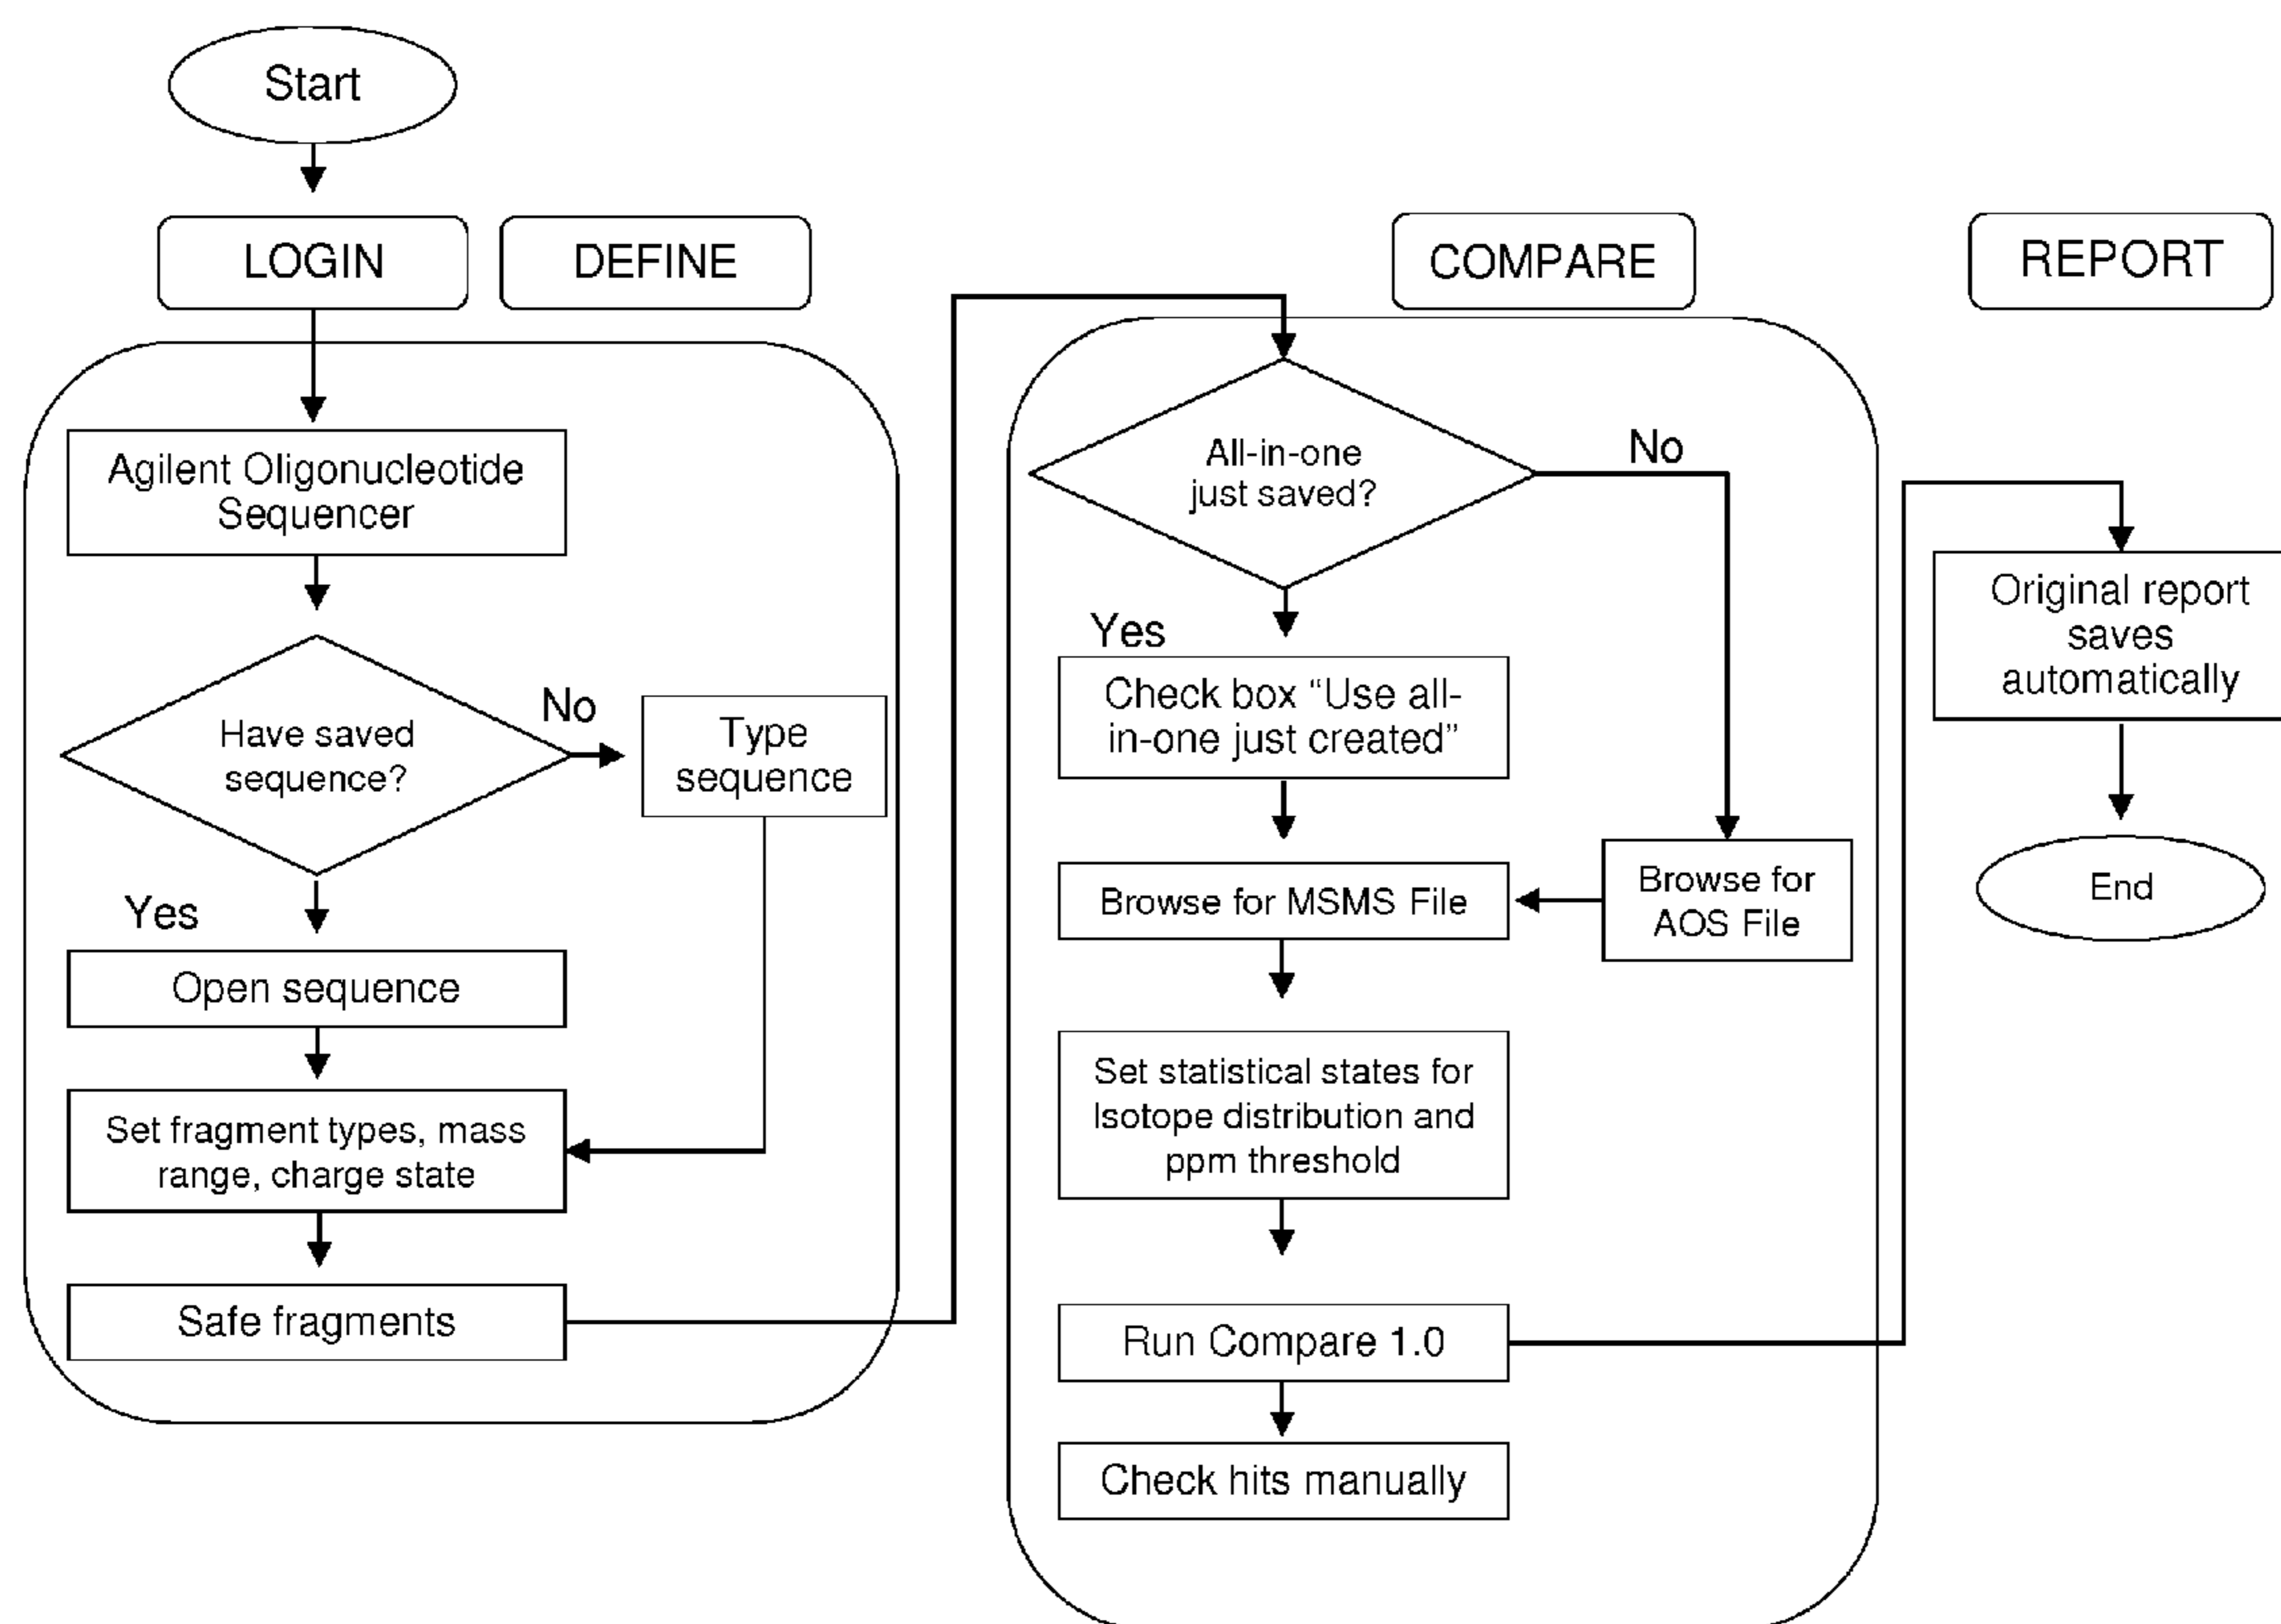 Start
LOGIN
DEFINE
COMPARE
REPORT
Agilent Oligonucleotide
Sequencer
Have saved
sequence?
No
Type
sequence
Yes
Open sequence
Set fragment types, mass
range, charge state
Safe fragments
All-in-one
just saved?
No
Yes
Check box “Use all-
in-one just created”
Browse for MSMS File
Browse for
AOS File
Set statistical states for
Isotope distribution and
ppm threshold
Run Compare 1.0
Check hits manually
Original report
saves
automatically
End